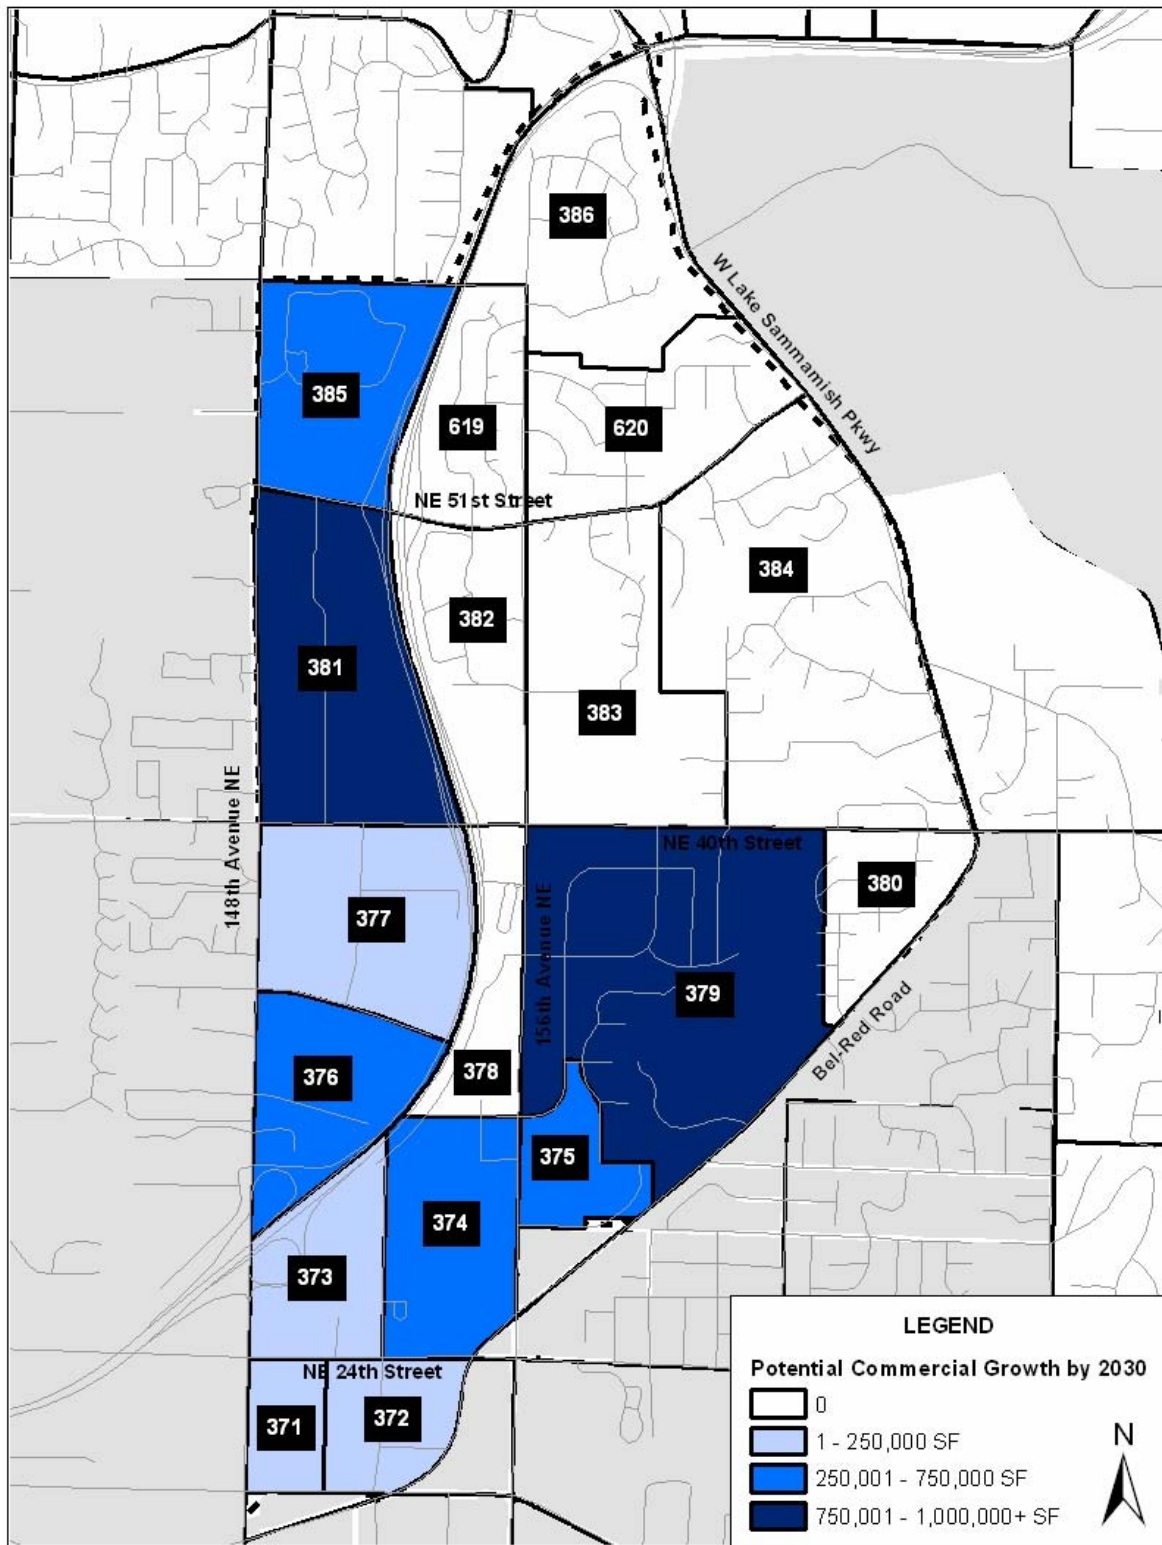 386
W Lake Sammamish Pkwy
385
619
620
NE 51st Street
384
382
381
383
148th Avenue NE
NE 40th Street
380
377
156th Avenue NE
379
Bel-Red Road
378
376
375
374
373
NE 24th Street
371
372
LEGEND
Potential Commercial Growth by 2030
0
1 - 250,000 SF
250,001 - 750,000 SF
750,001 - 1,000,000+ SF
N